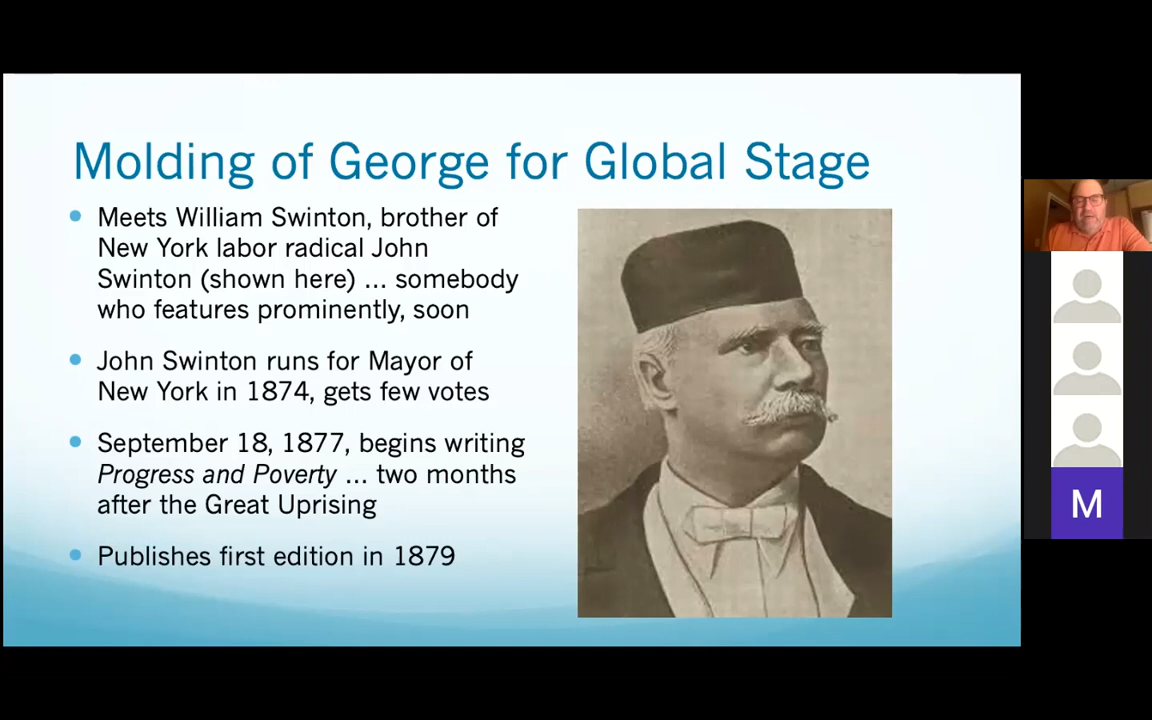 Molding of George for Global Stage
• Meets William Swinton, brother of
New York labor radical John
Swinton (shown here) ... somebody
who features prominently, soon
• John Swinton runs for Mayor of
New York in 1874, gets few votes
• September 18, 1877, begins writing
Progress and Poverty ... two months
after the Great Uprising
• Publishes first edition in 1879
M